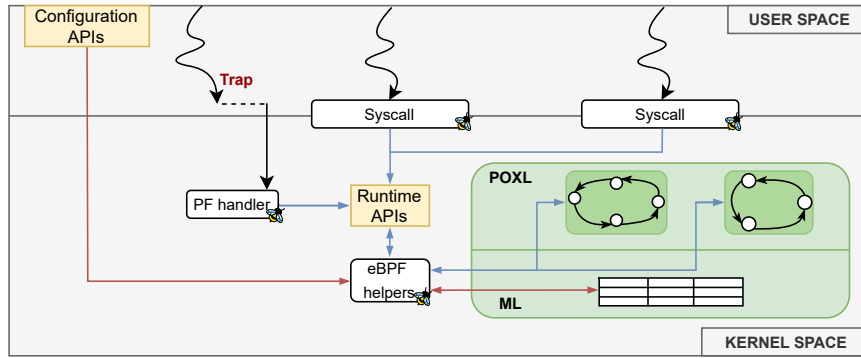 Configuration
APIs
USER SPACE
Trap
Syscall
Syscall
POXL
PF handler
Runtime
APIs
eBPF
helpers
ML
KERNEL SPACE